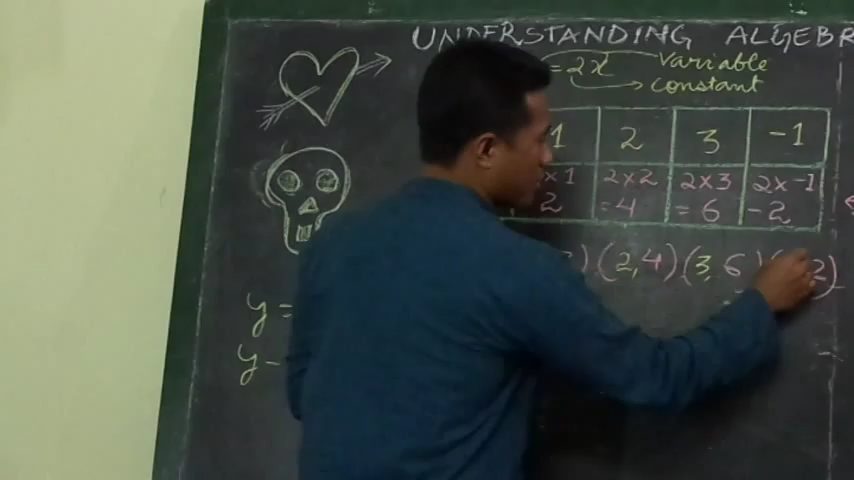 UNDERSTANDING ALGEBR
=2x Variable
constant
1 2 3 -1
x1 2x2 2x3 2x-1
2 =4 =6 -2
) (2,4) (3,6) ( 2)
y=
y-